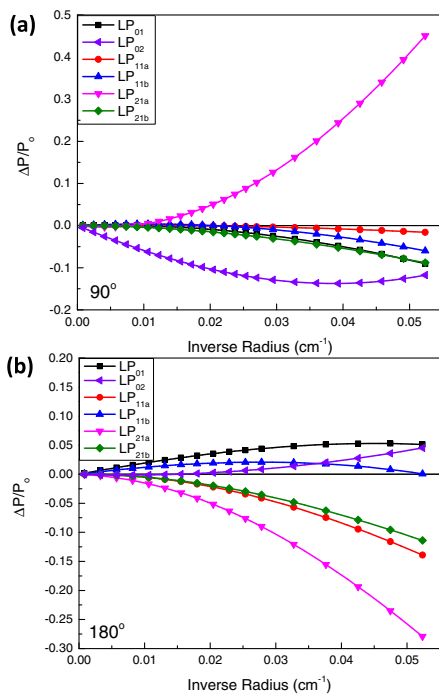 (a)
LP01
LP02
LP11a
LP11b
LP21a
LP21b
0.5
0.4
0.3
0.2
0.1
0.0
-0.1
-0.2
ΔP/Po
90°
0.00 0.01 0.02 0.03 0.04 0.05
Inverse Radius (cm-1)
(b)
LP01
LP02
LP11a
LP11b
LP21a
LP21b
0.20
0.15
0.10
0.05
0.00
-0.05
-0.10
-0.15
-0.20
-0.25
-0.30
ΔP/Po
180°
0.00 0.01 0.02 0.03 0.04 0.05
Inverse Radius (cm-1)